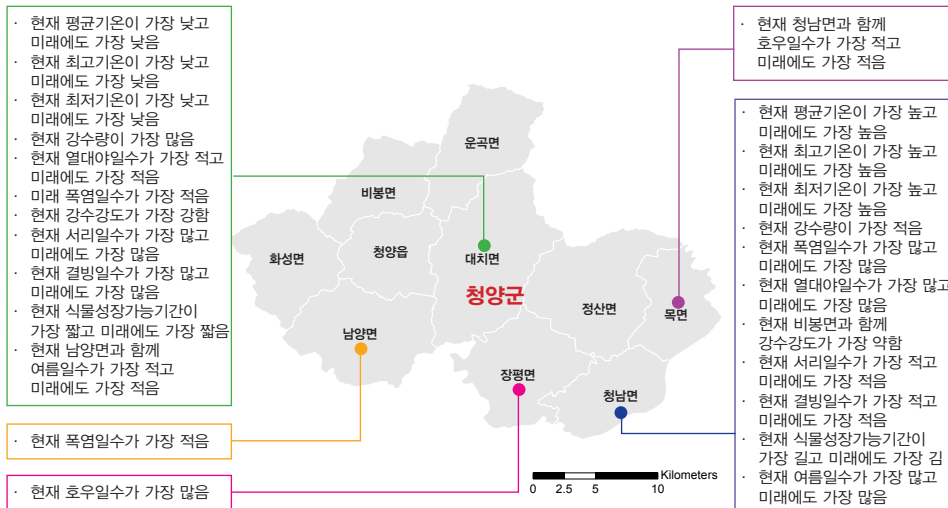 · 현재 평균기온이 가장 낮고
미래에도 가장 낮음
· 현재 최고기온이 가장 낮고
미래에도 가장 낮음
· 현재 최저기온이 가장 낮고
미래에도 가장 낮음
· 현재 강수량이 가장 많음
· 현재 열대야일수가 가장 적고
미래에도 가장 적음
· 미래 폭염일수가 가장 적음
· 현재 강수강도가 가장 강함
· 현재 서리일수가 가장 많고
미래에도 가장 많음
· 현재 결빙일수가 가장 많고
미래에도 가장 많음
· 현재 식물성장가능기간이
가장 짧고 미래에도 가장 짧음
· 현재 남양면과 함께
여름일수가 가장 적고
미래에도 가장 적음
· 현재 폭염일수가 가장 적음
· 현재 호우일수가 가장 많음
운곡면
비봉면
화성면
청양읍
대치면
청양군
정산면
목면
남양면
장평면
청남면
Kilometers
0 2.5 5 10
· 현재 청남면과 함께
호우일수가 가장 적고
미래에도 가장 적음
· 현재 평균기온이 가장 높고
미래에도 가장 높음
· 현재 최고기온이 가장 높고
미래에도 가장 높음
· 현재 최저기온이 가장 높고
미래에도 가장 높음
· 현재 강수량이 가장 적음
· 현재 폭염일수가 가장 많고
미래에도 가장 많음
· 현재 열대야일수가 가장 많고
미래에도 가장 많음
· 현재 비봉면과 함께
강수강도가 가장 약함
· 현재 서리일수가 가장 적고
미래에도 가장 적음
· 현재 결빙일수가 가장 적고
미래에도 가장 적음
· 현재 식물성장가능기간이
가장 길고 미래에도 가장 김
· 현재 여름일수가 가장 많고
미래에도 가장 많음